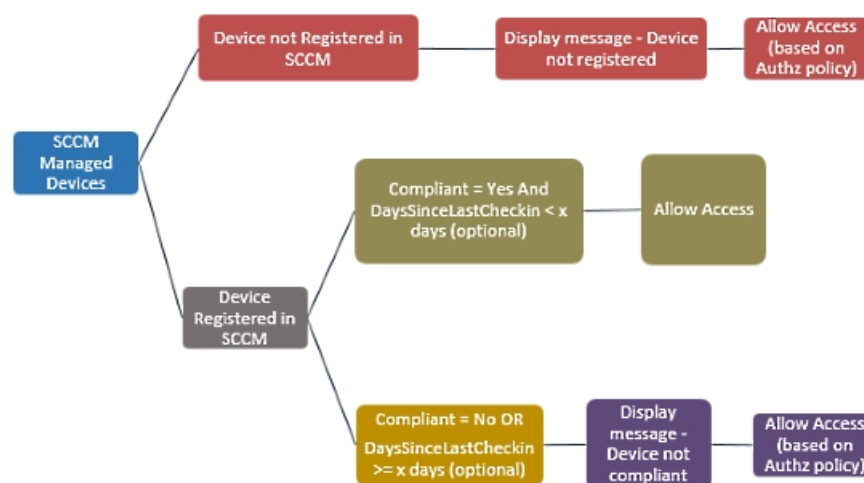 Device not Registered in
SCCM
Display message - Device
not registered
Allow Access
(based on
Authz policy)
SCCM
Managed
Devices
Compliant = Yes And
DaysSinceLastCheckin < x
days (optional)
Allow Access
Device
Registered in
SCCM
Compliant = No OR
DaysSinceLastCheckin
>= x days (optional)
Display
message -
Device not
compliant
Allow Access
(based on
Authz policy)